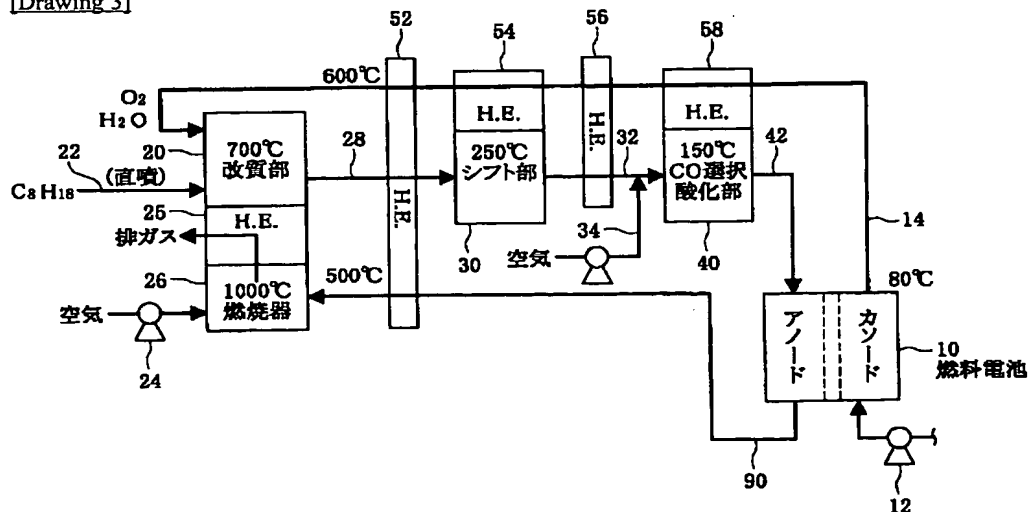 [Drawing 3]
52
54
56
58
600℃
O2
H2O
20
22
(直噴)
C8H18
700℃
改質部
28
H.E.
H.E.
250℃
シフト部
H.E.
32
H.E.
150℃
CO選択
酸化部
42
25
H.E.
排ガス
26
1000℃
燃焼器
空気
24
500℃
30
空気
34
40
14
80℃
アノード
カソード
10
燃料電池
90
12